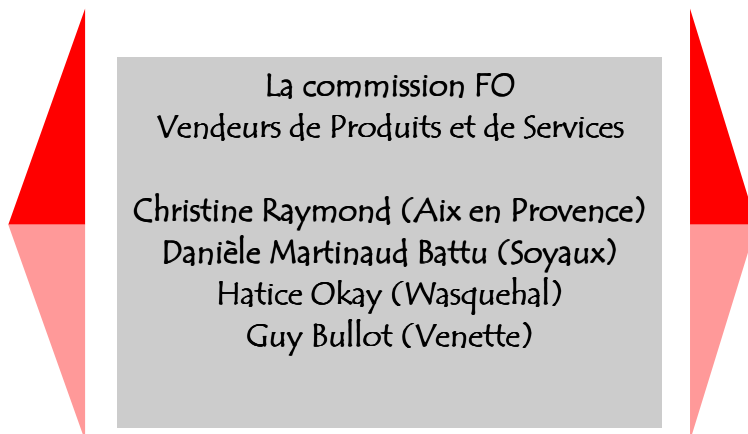 La commission FO
Vendeurs de Produits et de Services
Christine Raymond (Aix en Provence)
Danièle Martinaud Battu (Soyaux)
Hatice Okay (Wasquehal)
Guy Bullot (Venette)